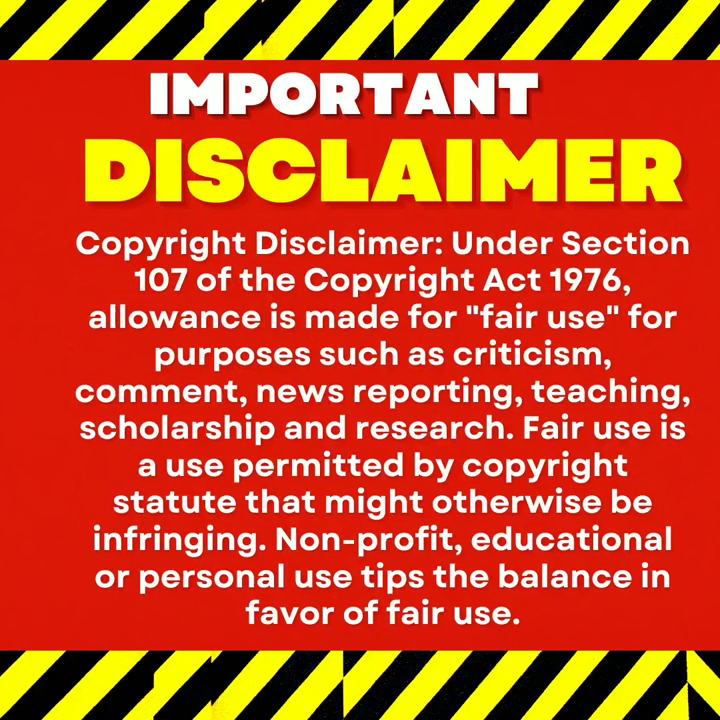 IMPORTANT
DISCLAIMER
Copyright Disclaimer: Under Section
107 of the Copyright Act 1976,
allowance is made for "fair use" for
purposes such as criticism,
comment, news reporting, teaching,
scholarship and research. Fair use is
a use permitted by copyright
statute that might otherwise be
infringing. Non-profit, educational
or personal use tips the balance in
favor of fair use.